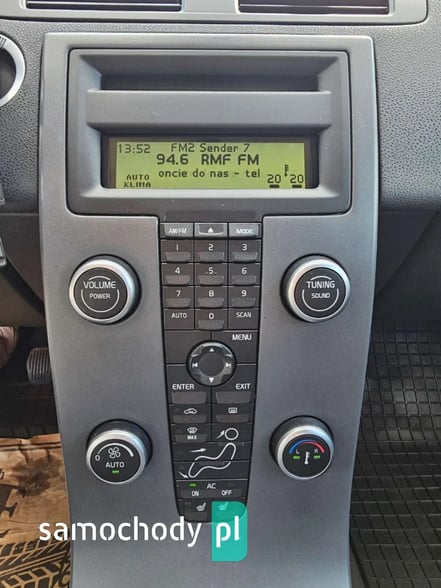 13:52 FM2 Sender 7
94.6 RMF FM
AUTO oncie do nas - tel
KLIMA 20 20
AM/FM MODE
1 2 3
4 .5. 6
7 8 9
AUTO 0 SCAN
VOLUME
POWER
TUNING
SOUND
MENU
ENTER EXIT
MAX
0 AUTO
L R
AC
ON OFF
samochody pl